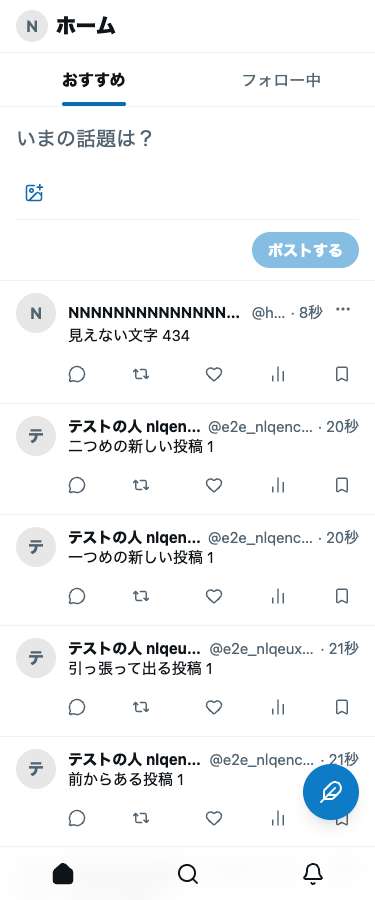 N ホーム
おすすめ フォロー中
いまの話題は？
ポストする
N NNNNNNNNNNNNNN... @h... · 8秒
見えない文字 434
テ テストの人 nlqen... @e2e_nlqenc... · 20秒
二つめの新しい投稿 1
テ テストの人 nlqen... @e2e_nlqenc... · 20秒
一つめの新しい投稿 1
テ テストの人 nlqeu... @e2e_nlqeux... · 21秒
引っ張って出る投稿 1
テ テストの人 nlqen... @e2e_nlqenc... · 21秒
前からある投稿 1